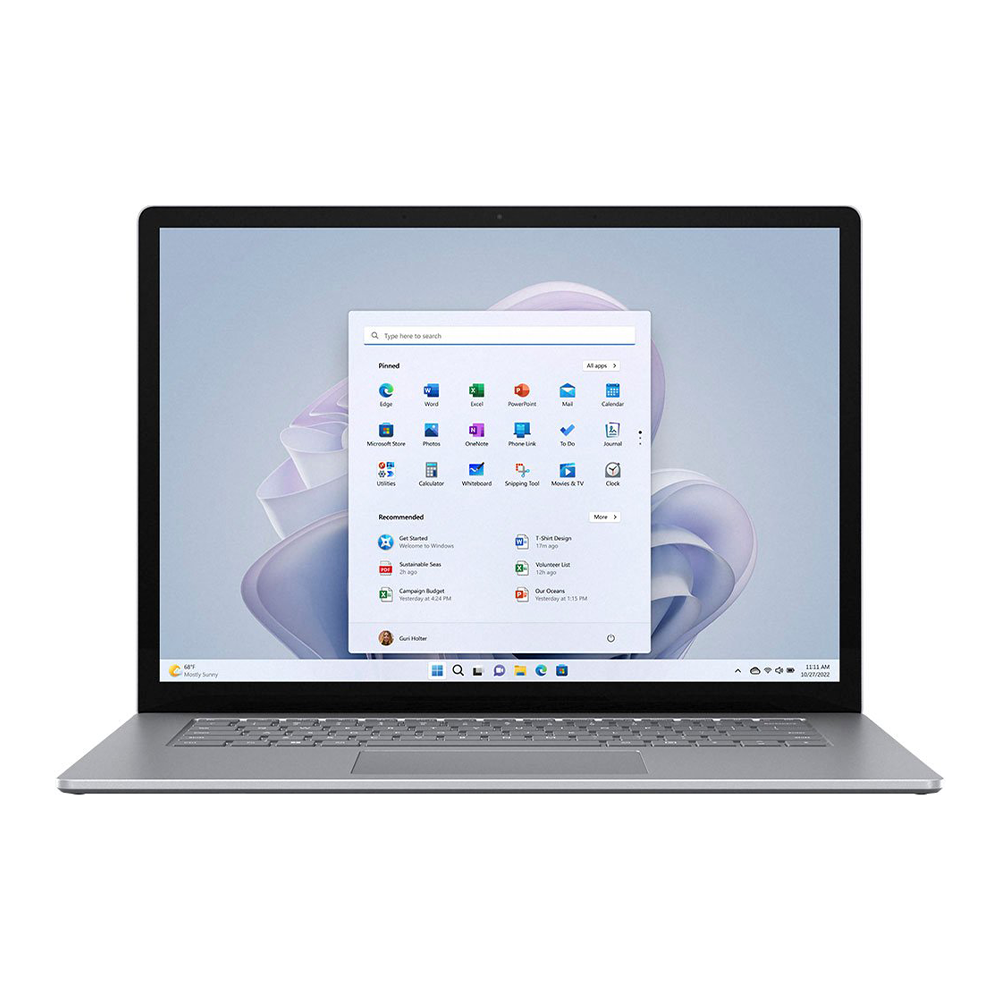 Type here to search
Pinned
All apps >
Edge
Word
Excel
PowerPoint
Mail
Calendar
Microsoft Store
Photos
OneNote
Phone Link
To Do
Journal
Utilities
Calculator
Whiteboard
Snipping Tool
Movies & TV
Clock
Recommended
More >
Get Started
Welcome to Windows
T-Shirt Design
17m ago
Sustainable Seas
2h ago
Volunteer List
12h ago
Campaign Budget
Yesterday at 4:24 PM
Our Oceans
Yesterday at 1:15 PM
Guri Holter
68°F
Mostly Sunny
11:11 AM
10/27/2022